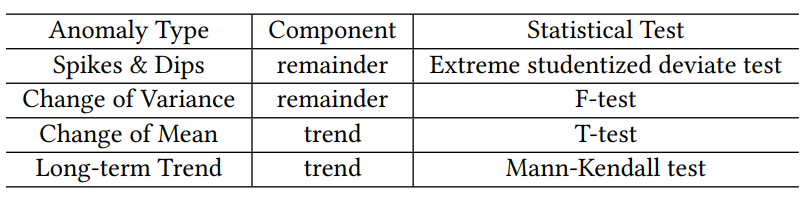 Anomaly Type Component Statistical Test
Spikes & Dips remainder Extreme studentized deviate test
Change of Variance remainder F-test
Change of Mean trend T-test
Long-term Trend trend Mann-Kendall test